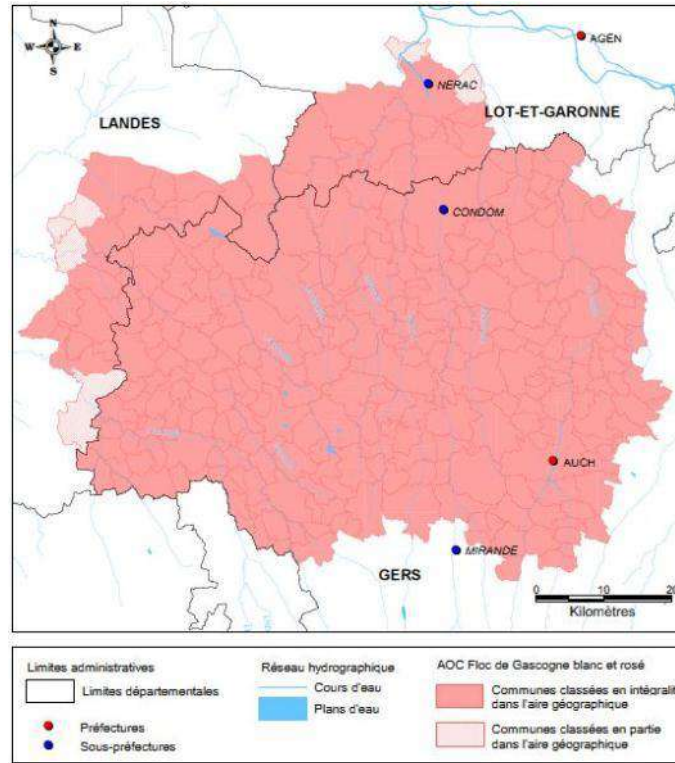 N
W E
S
AGEN
NERAC
LOT-ET-GARONNE
LANDES
CONDOM
AUCH
MIRANDE
GERS
0 10 20
Kilomètres
Limites administratives
Limites départementales
Préfectures
Sous-préfectures
Réseau hydrographique
Cours d'eau
Plans d'eau
AOC Floc de Gascogne blanc et rosé
Communes classées en intégralit
dans l'aire géographique
Communes classées en partie
dans l'aire géographique